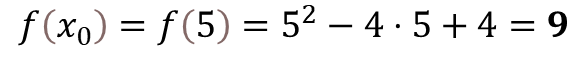 f(x₀) = f(5) = 5² − 4 ⋅ 5 + 4 = 9